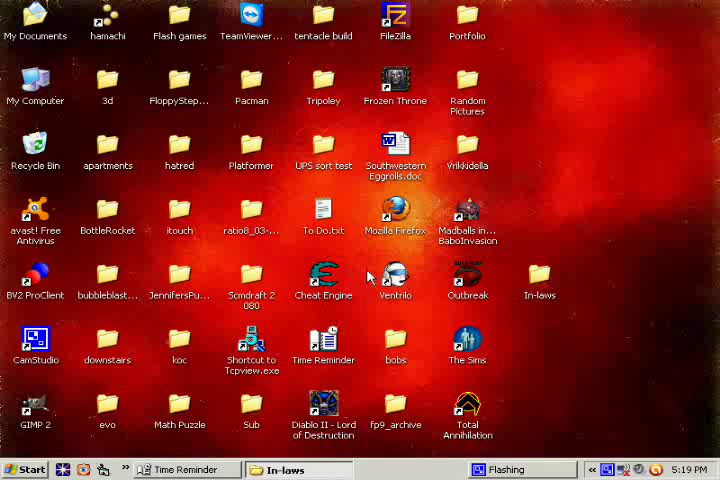 My Documents
hamachi
Flash games
TeamViewer...
tentacle build
FileZilla
Portfolio
My Computer
3d
FloppyStep...
Pacman
Tripoley
Frozen Throne
Random
Pictures
Recycle Bin
apartments
hatred
Platformer
UPS sort test
Southwestern
Eggrolls.doc
Vrikkidella
avast! Free
Antivirus
BottleRocket
itouch
ratio8_03-...
To Do.txt
Mozilla Firefox
Madballs in...
BaboInvasion
BV2 ProClient
bubbleblast...
JennifersPu...
Scmdraft 2
080
Cheat Engine
Ventrilo
Outbreak
In-laws
CamStudio
downstairs
koc
Shortcut to
Tcpview.exe
Time Reminder
bobs
The Sims
GIMP 2
evo
Math Puzzle
Sub
Diablo II - Lord
of Destruction
fp9_archive
Total
Annihilation
Start
»
Time Reminder
In-laws
Flashing
«
5:19 PM